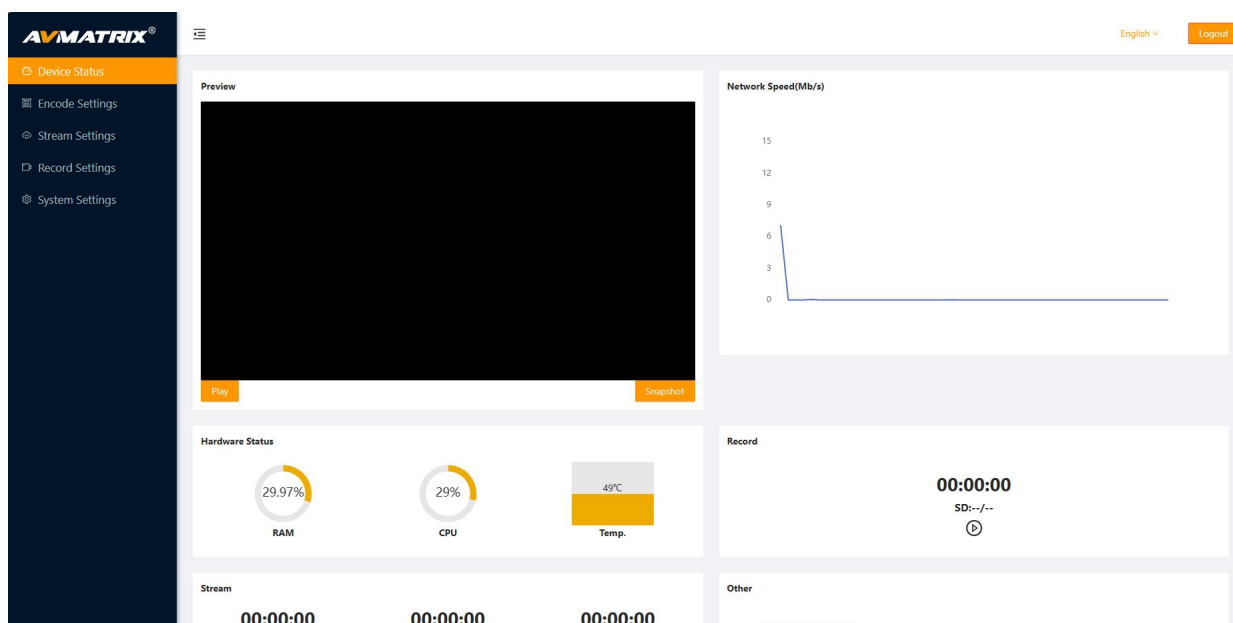 AVMATRIX®
English
Logout
Device Status
Encode Settings
Stream Settings
Record Settings
System Settings
Preview
Play
Snapshot
Network Speed(Mb/s)
15
12
9
6
3
0
Hardware Status
29.97%
RAM
29%
CPU
49℃
Temp.
Record
00:00:00
SD:--/--
Stream
00:00:00 00:00:00 00:00:00
Other